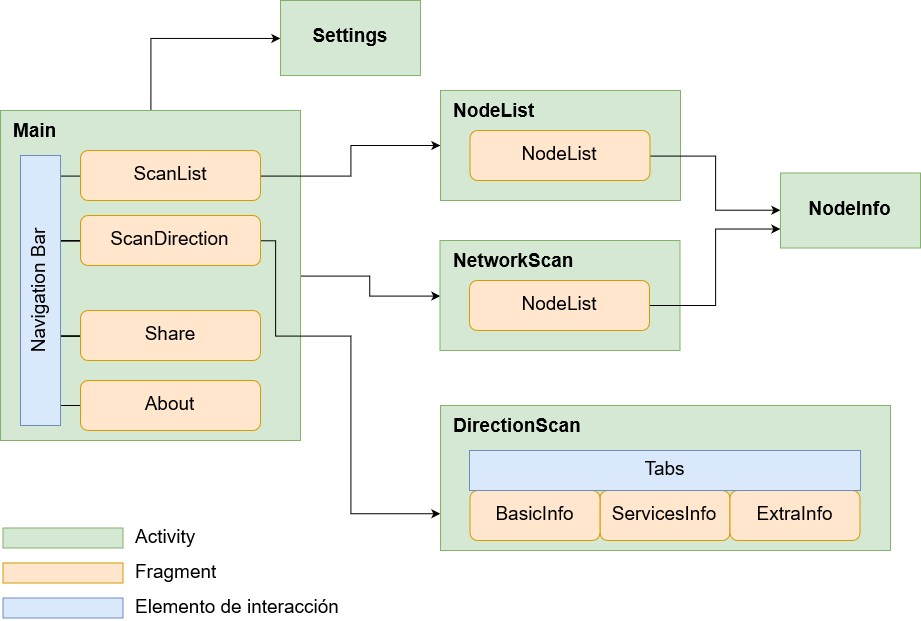 Settings
Main
Navigation Bar
ScanList
ScanDirection
Share
About
NodeList
NodeList
NetworkScan
NodeList
NodeInfo
DirectionScan
Tabs
BasicInfo
ServicesInfo
ExtraInfo
Activity
Fragment
Elemento de interacción